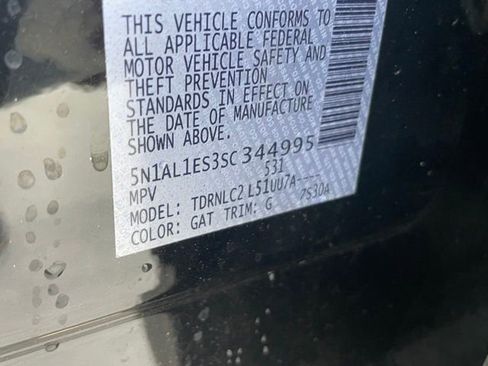 THIS VEHICLE CONFORMS TO
ALL APPLICABLE FEDERAL
MOTOR VEHICLE SAFETY AND
THEFT PREVENTION
STANDARDS IN EFFECT ON
THE DATE OF MANUFACTURE
SHOWN ABOVE.
5N1AL1ES3SC344995
MPV 531
MODEL: TDRNLC2 L51UU7A----
COLOR: GAT TRIM: G 7S30A